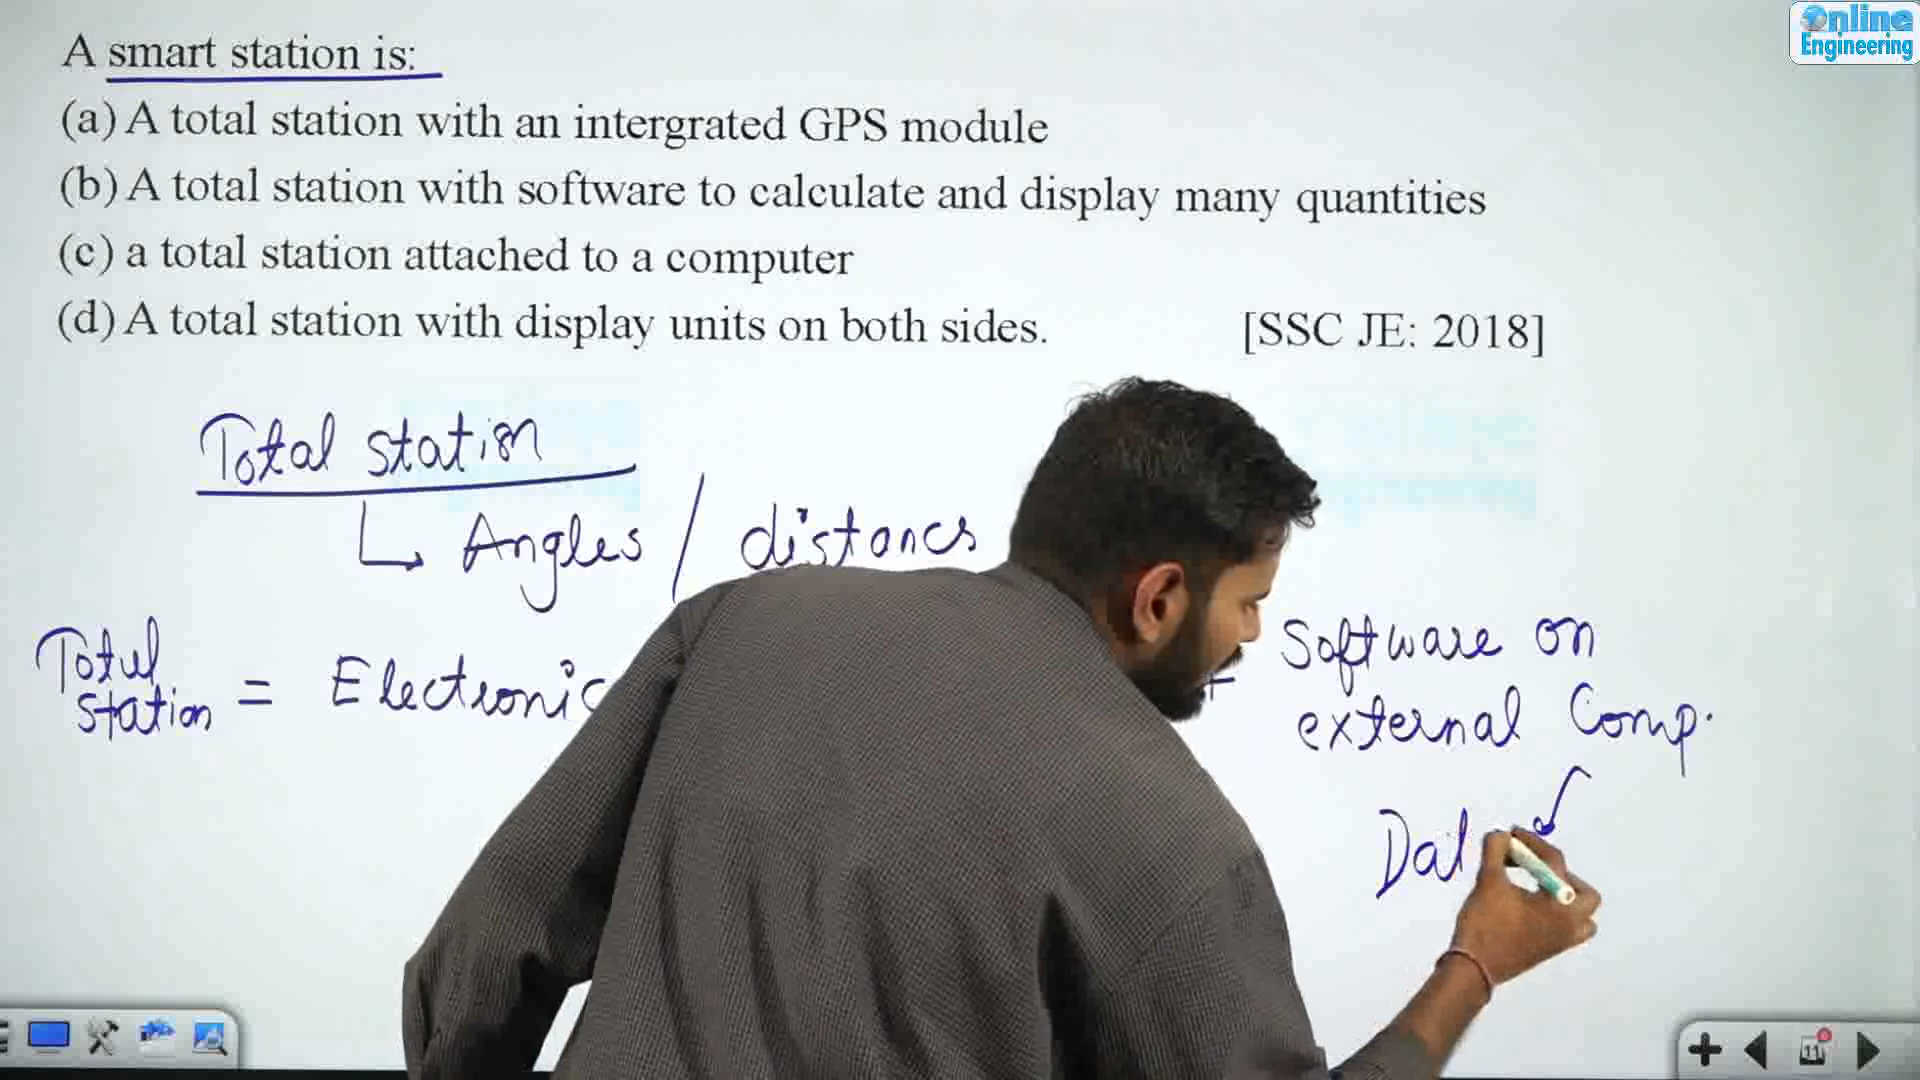 Online
Engineering
A smart station is:
(a) A total station with an intergrated GPS module
(b) A total station with software to calculate and display many quantities
(c) a total station attached to a computer
(d) A total station with display units on both sides. [SSC JE: 2018]
Total station
Angles / distancs
Total
station = Electronic + Software on
external Comp.